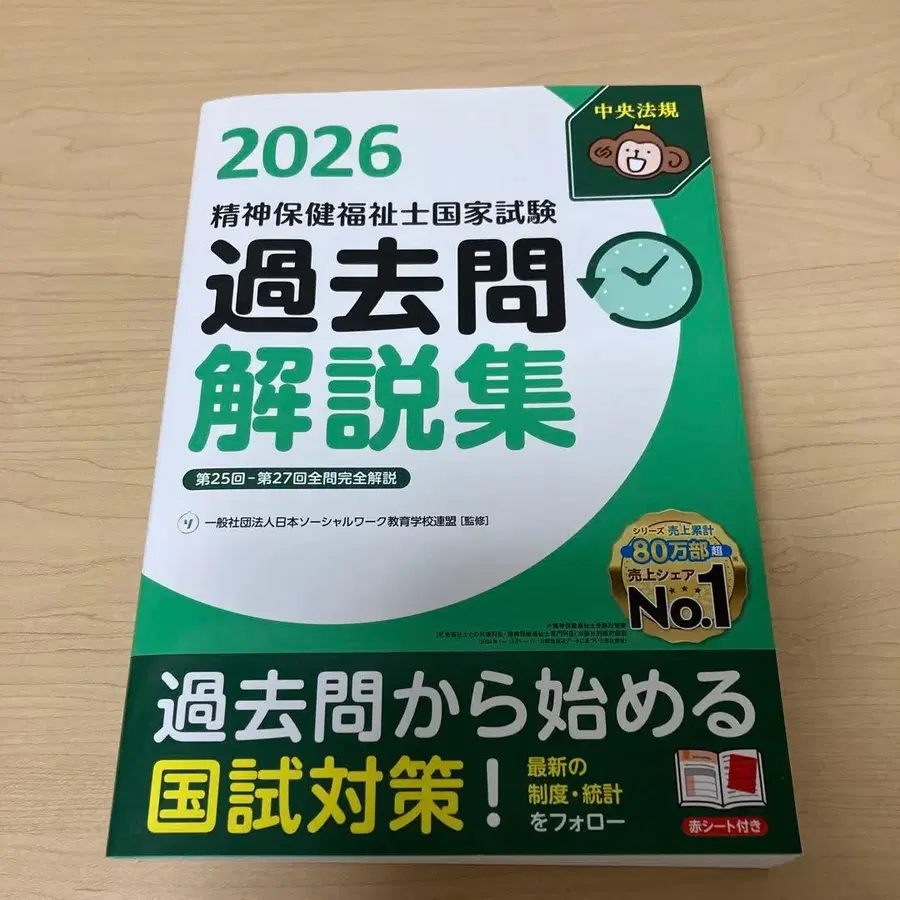 中央法規
2026
精神保健福祉士国家試験
過去問
解説集
第25回-第27回全問完全解説
一般社団法人日本ソーシャルワーク教育学校連盟 [監修]
シリーズ 売上累計
80万部超
売上シェア
No.1
過去問から始める
国試対策!
最新の
制度・統計
をフォロー
赤シート付き